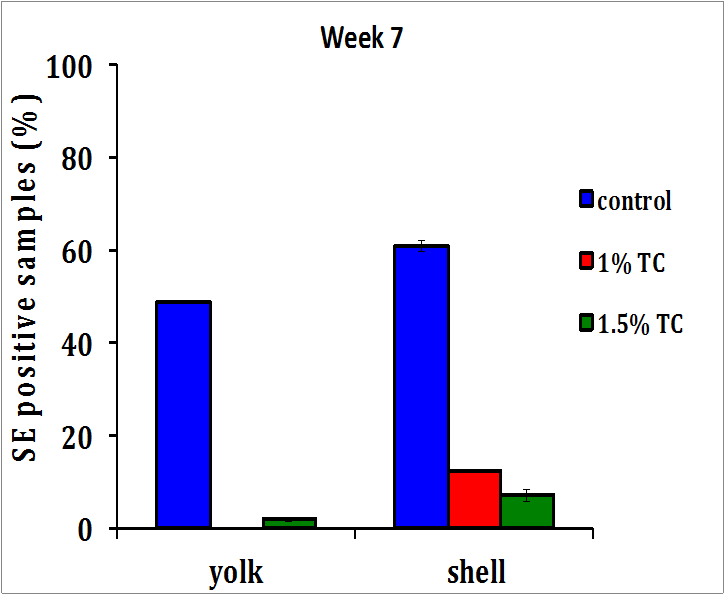 Week 7
SE positive samples (%)
100
80
60
40
20
0
yolk
shell
control
1% TC
1.5% TC